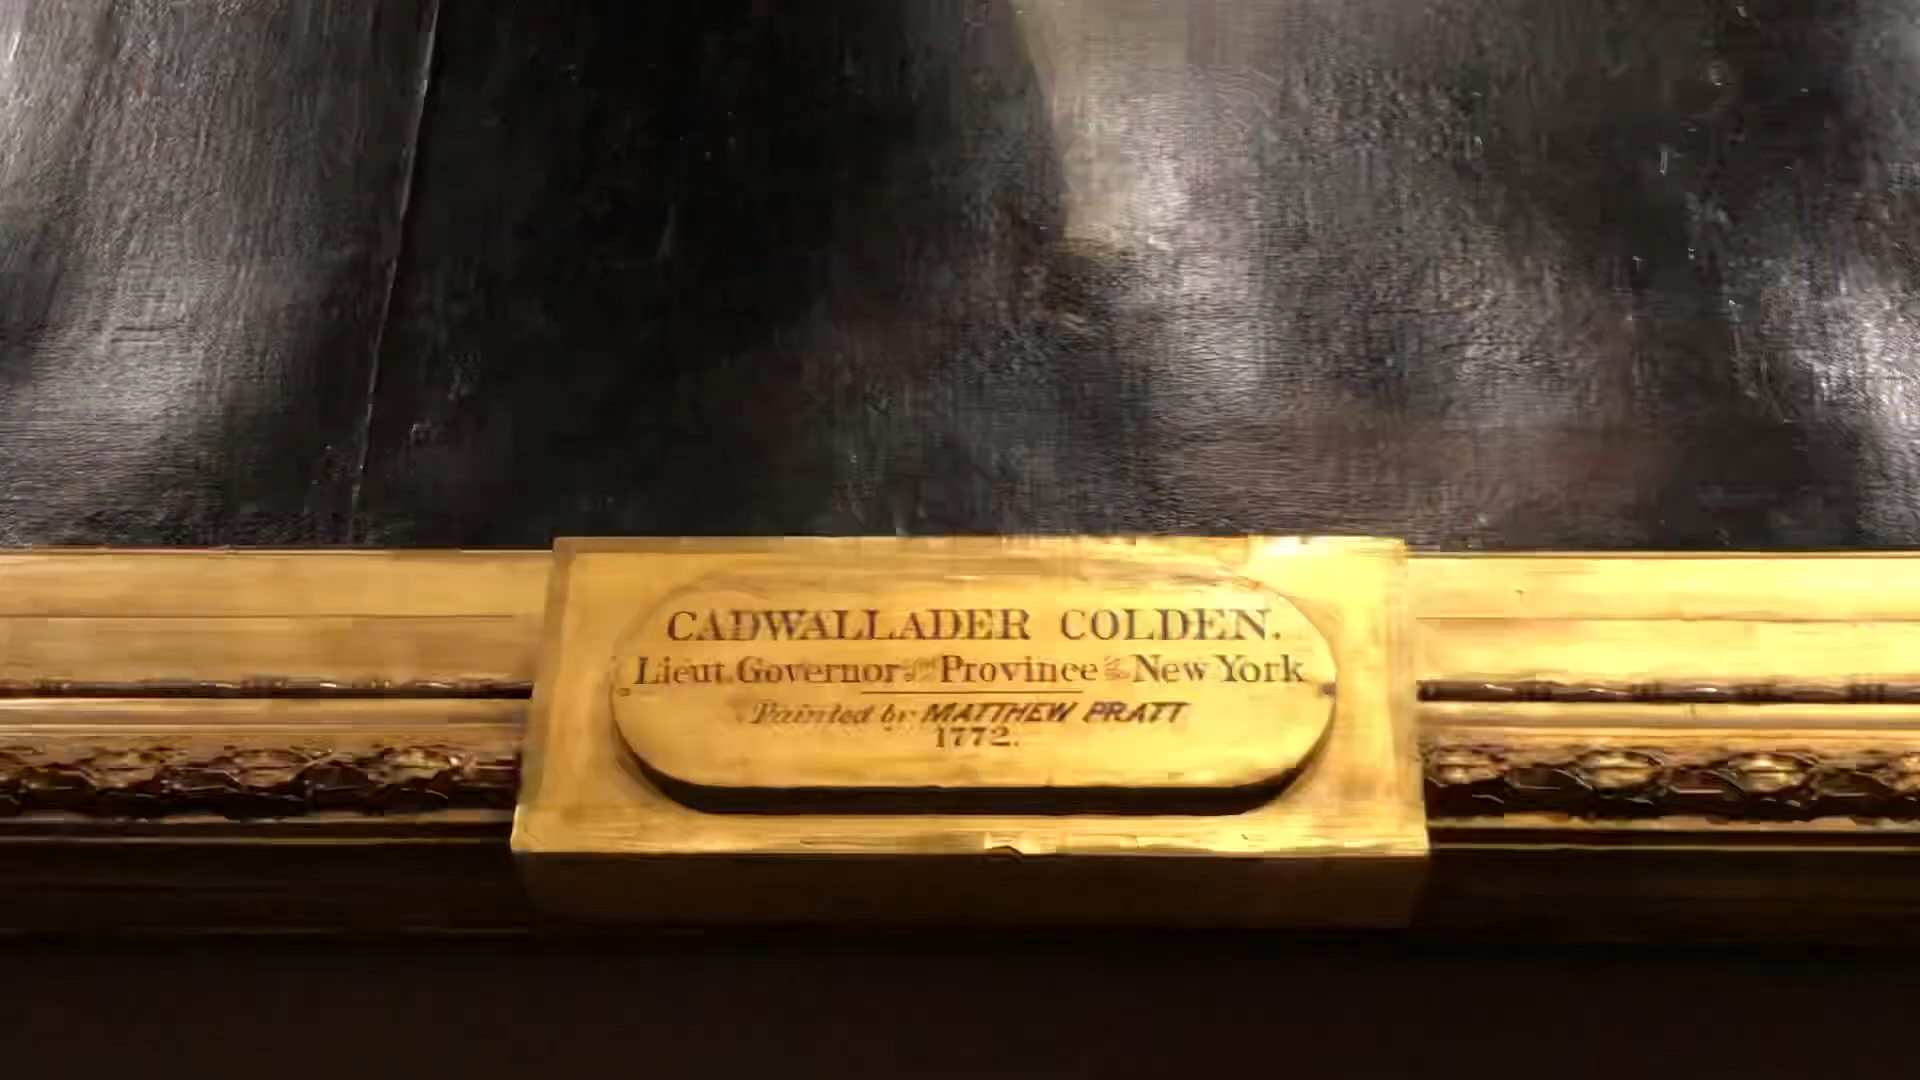 CADWALLADER COLDEN.
Lieut. Governor Province New York
Painted by MATTHEW PRATT
1772.